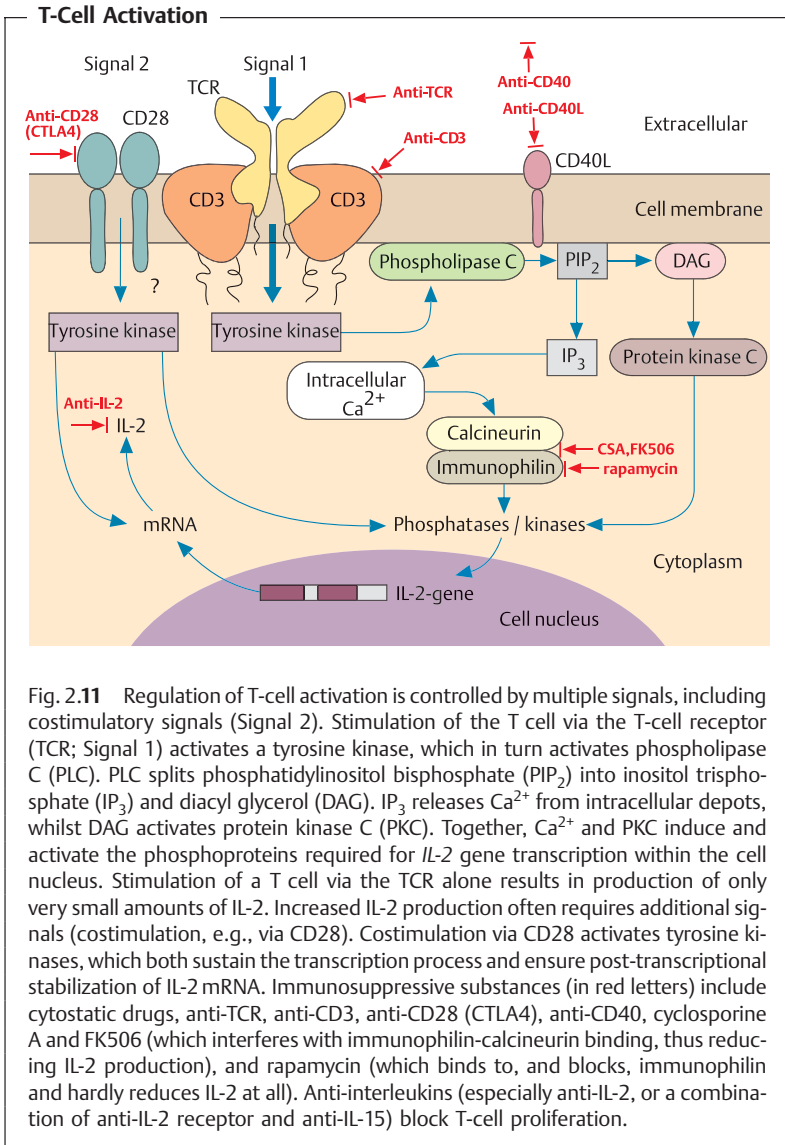 T-Cell Activation
Signal 2
Signal 1
TCR
Anti-CD40
Anti-TCR
Anti-CD40L
Anti-CD28
(CTLA4)
CD28
Extracellular
Anti-CD3
CD40L
CD3
CD3
Cell membrane
Phospholipase C
PIP2
DAG
?
Tyrosine kinase
Tyrosine kinase
IP3
Protein kinase C
Intracellular
Ca2+
Anti-IL-2
IL-2
Calcineurin
CSA,FK506
Immunophilin
rapamycin
mRNA
Phosphatases / kinases
Cytoplasm
IL-2-gene
Cell nucleus
Fig. 2.11 Regulation of T-cell activation is controlled by multiple signals, including
costimulatory signals (Signal 2). Stimulation of the T cell via the T-cell receptor
(TCR; Signal 1) activates a tyrosine kinase, which in turn activates phospholipase
C (PLC). PLC splits phosphatidylinositol bisphosphate (PIP2) into inositol trispho-
sphate (IP3) and diacyl glycerol (DAG). IP3 releases Ca2+ from intracellular depots,
whilst DAG activates protein kinase C (PKC). Together, Ca2+ and PKC induce and
activate the phosphoproteins required for IL-2 gene transcription within the cell
nucleus. Stimulation of a T cell via the TCR alone results in production of only
very small amounts of IL-2. Increased IL-2 production often requires additional sig-
nals (costimulation, e.g., via CD28). Costimulation via CD28 activates tyrosine ki-
nases, which both sustain the transcription process and ensure post-transcriptional
stabilization of IL-2 mRNA. Immunosuppressive substances (in red letters) include
cytostatic drugs, anti-TCR, anti-CD3, anti-CD28 (CTLA4), anti-CD40, cyclosporine
A and FK506 (which interferes with immunophilin-calcineurin binding, thus reduc-
ing IL-2 production), and rapamycin (which binds to, and blocks, immunophilin
and hardly reduces IL-2 at all). Anti-interleukins (especially anti-IL-2, or a combina-
tion of anti-IL-2 receptor and anti-IL-15) block T-cell proliferation.